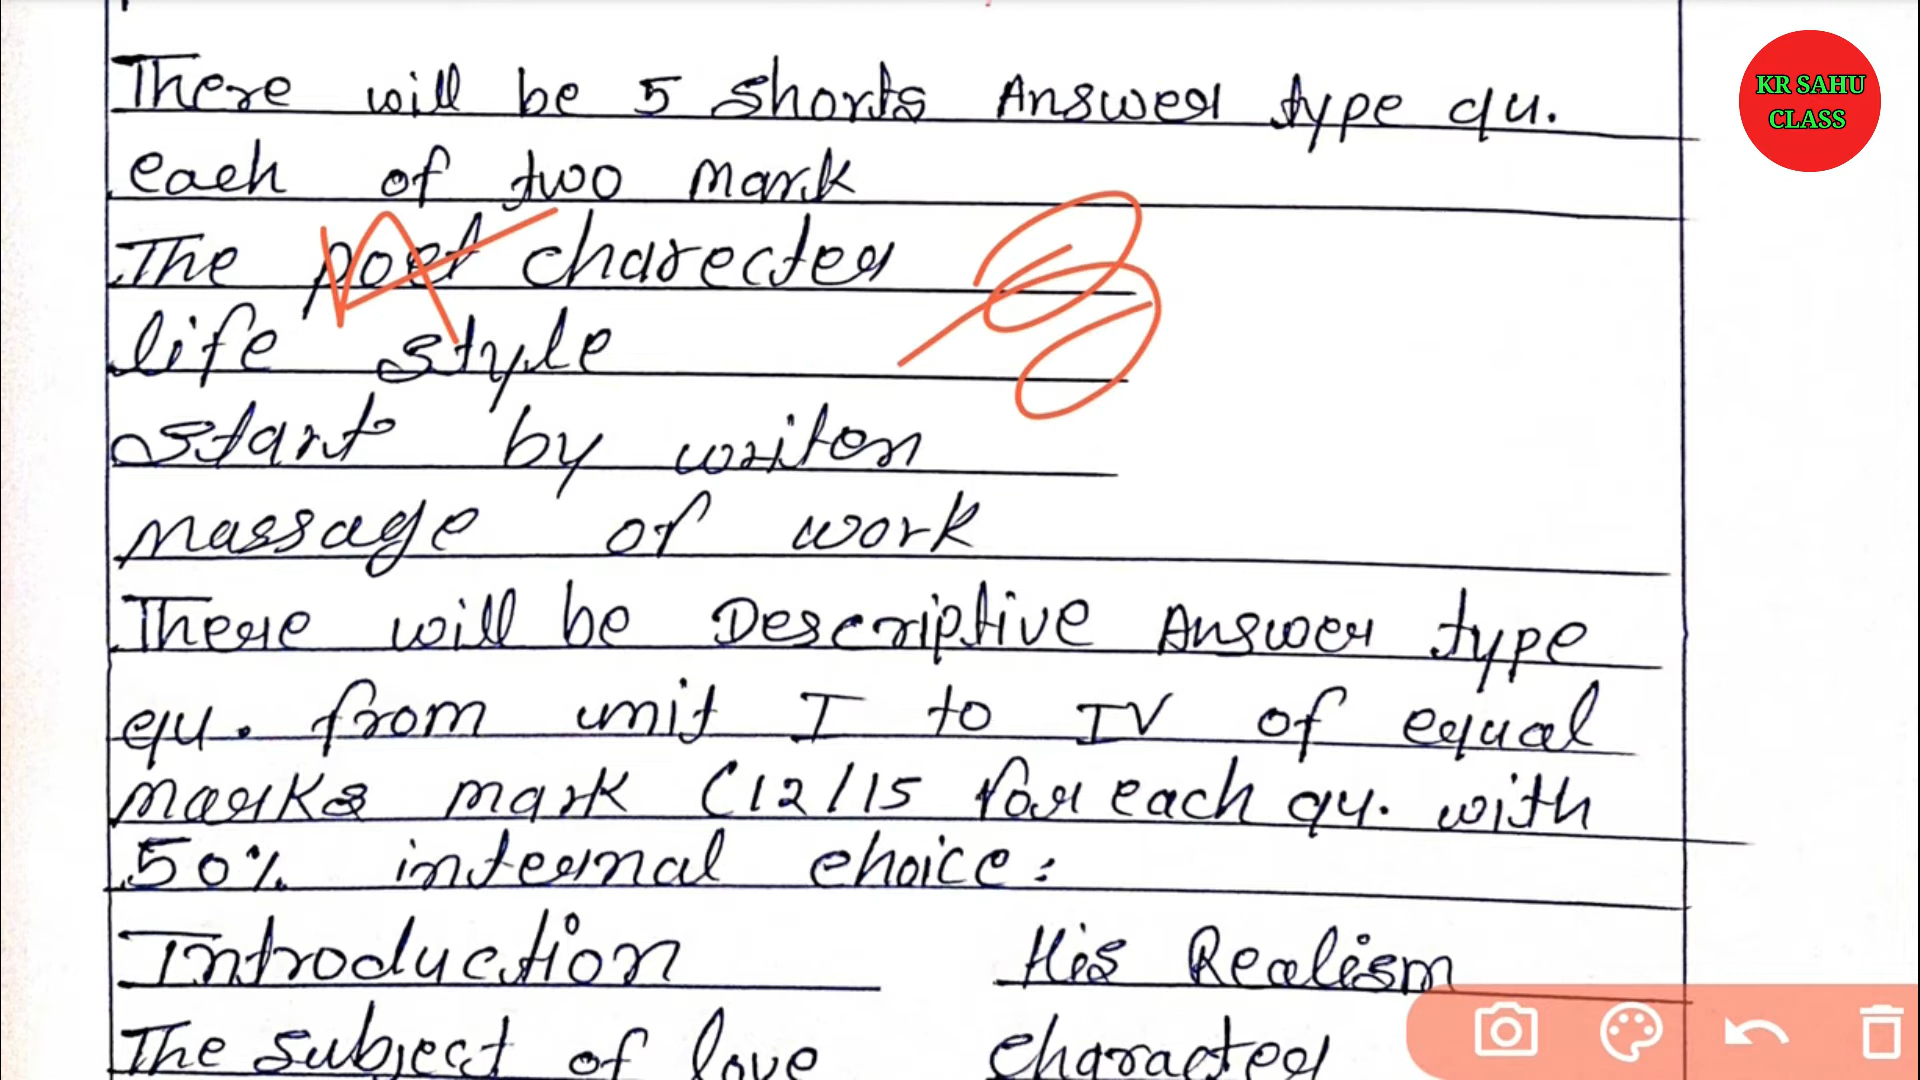 There will be 5 shorts Answer type qu.
each of two mark
The poet charecter
life style
start by writen
massage of work
There will be Descriptive Answer type
qu. from unit I to IV of equal
marks mark (12/15 for each qu. with
50% internal choice:
Introduction His Realism
The subject of love character
KR SAHU
CLASS